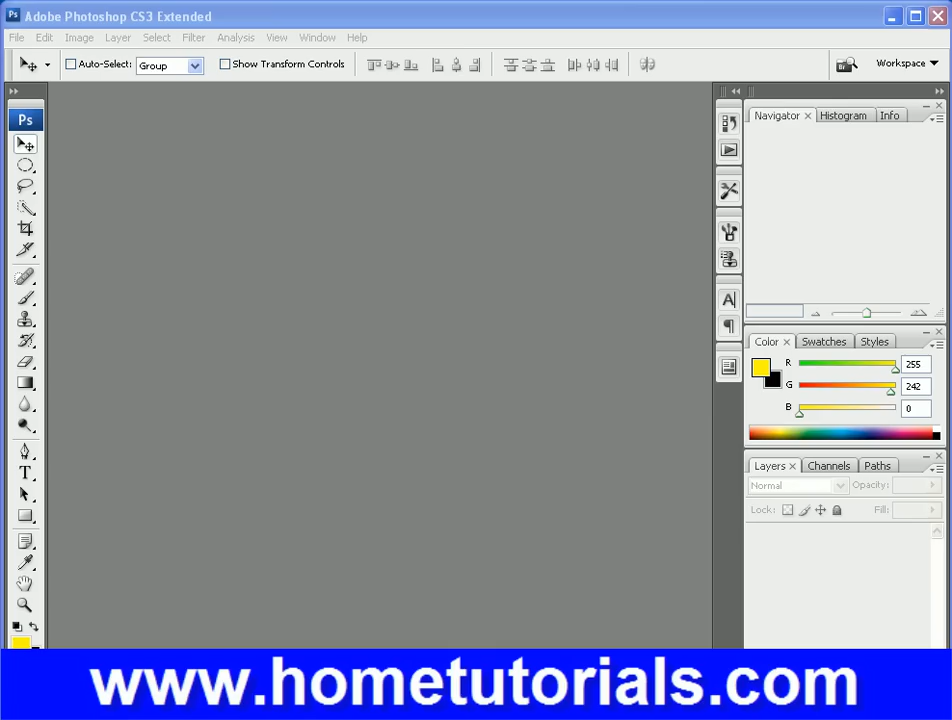 Ps Adobe Photoshop CS3 Extended
File Edit Image Layer Select Filter Analysis View Window Help
Auto-Select: Group Show Transform Controls Workspace
Ps
Navigator Histogram Info
Color Swatches Styles
R 255
G 242
B 0
Layers Channels Paths
Normal Opacity:
Lock: Fill:
A
T
www.hometutorials.com